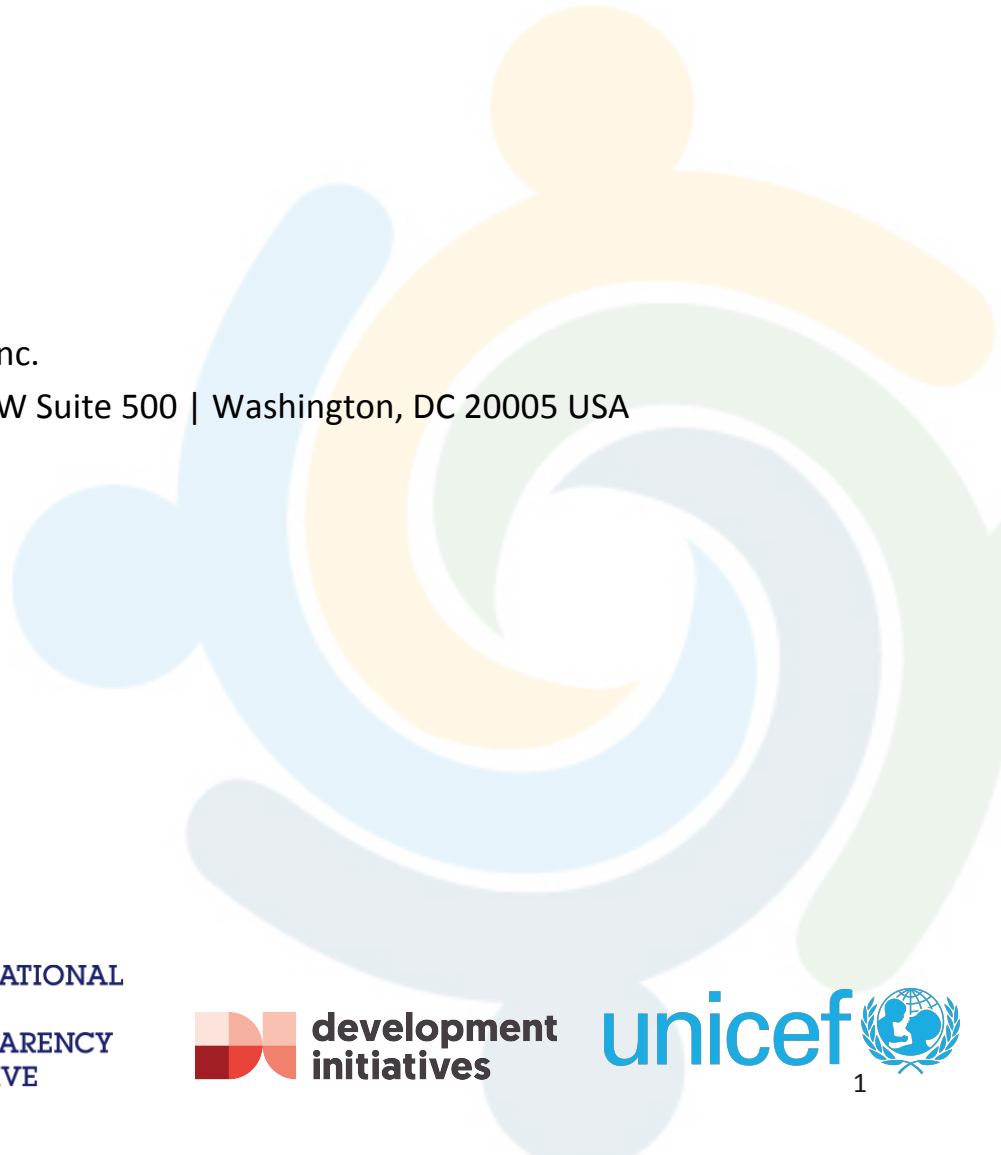 nc.
W Suite 500 | Washington, DC 20005 USA
ATIONAL
ARENCY
VE
development
initiatives
unicef
1